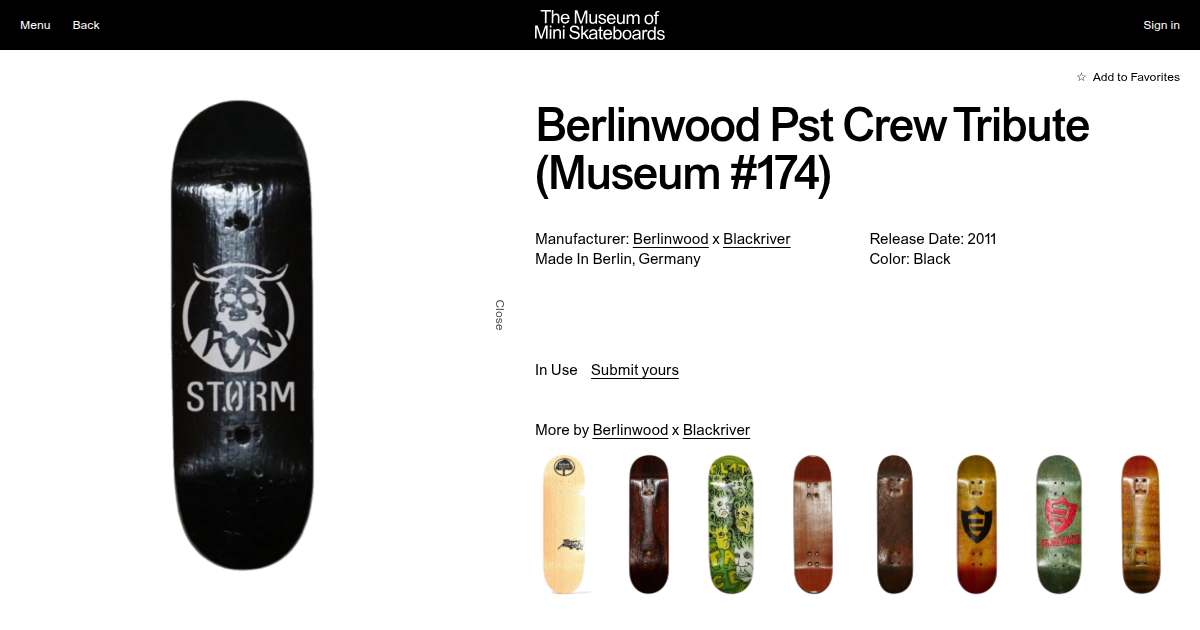 Menu Back
The Museum of
Mini Skateboards
Sign in
☆ Add to Favorites
Berlinwood Pst Crew Tribute
(Museum #174)
Manufacturer: Berlinwood x Blackriver
Made In Berlin, Germany
Release Date: 2011
Color: Black
Close
STØRM
In Use Submit yours
More by Berlinwood x Blackriver